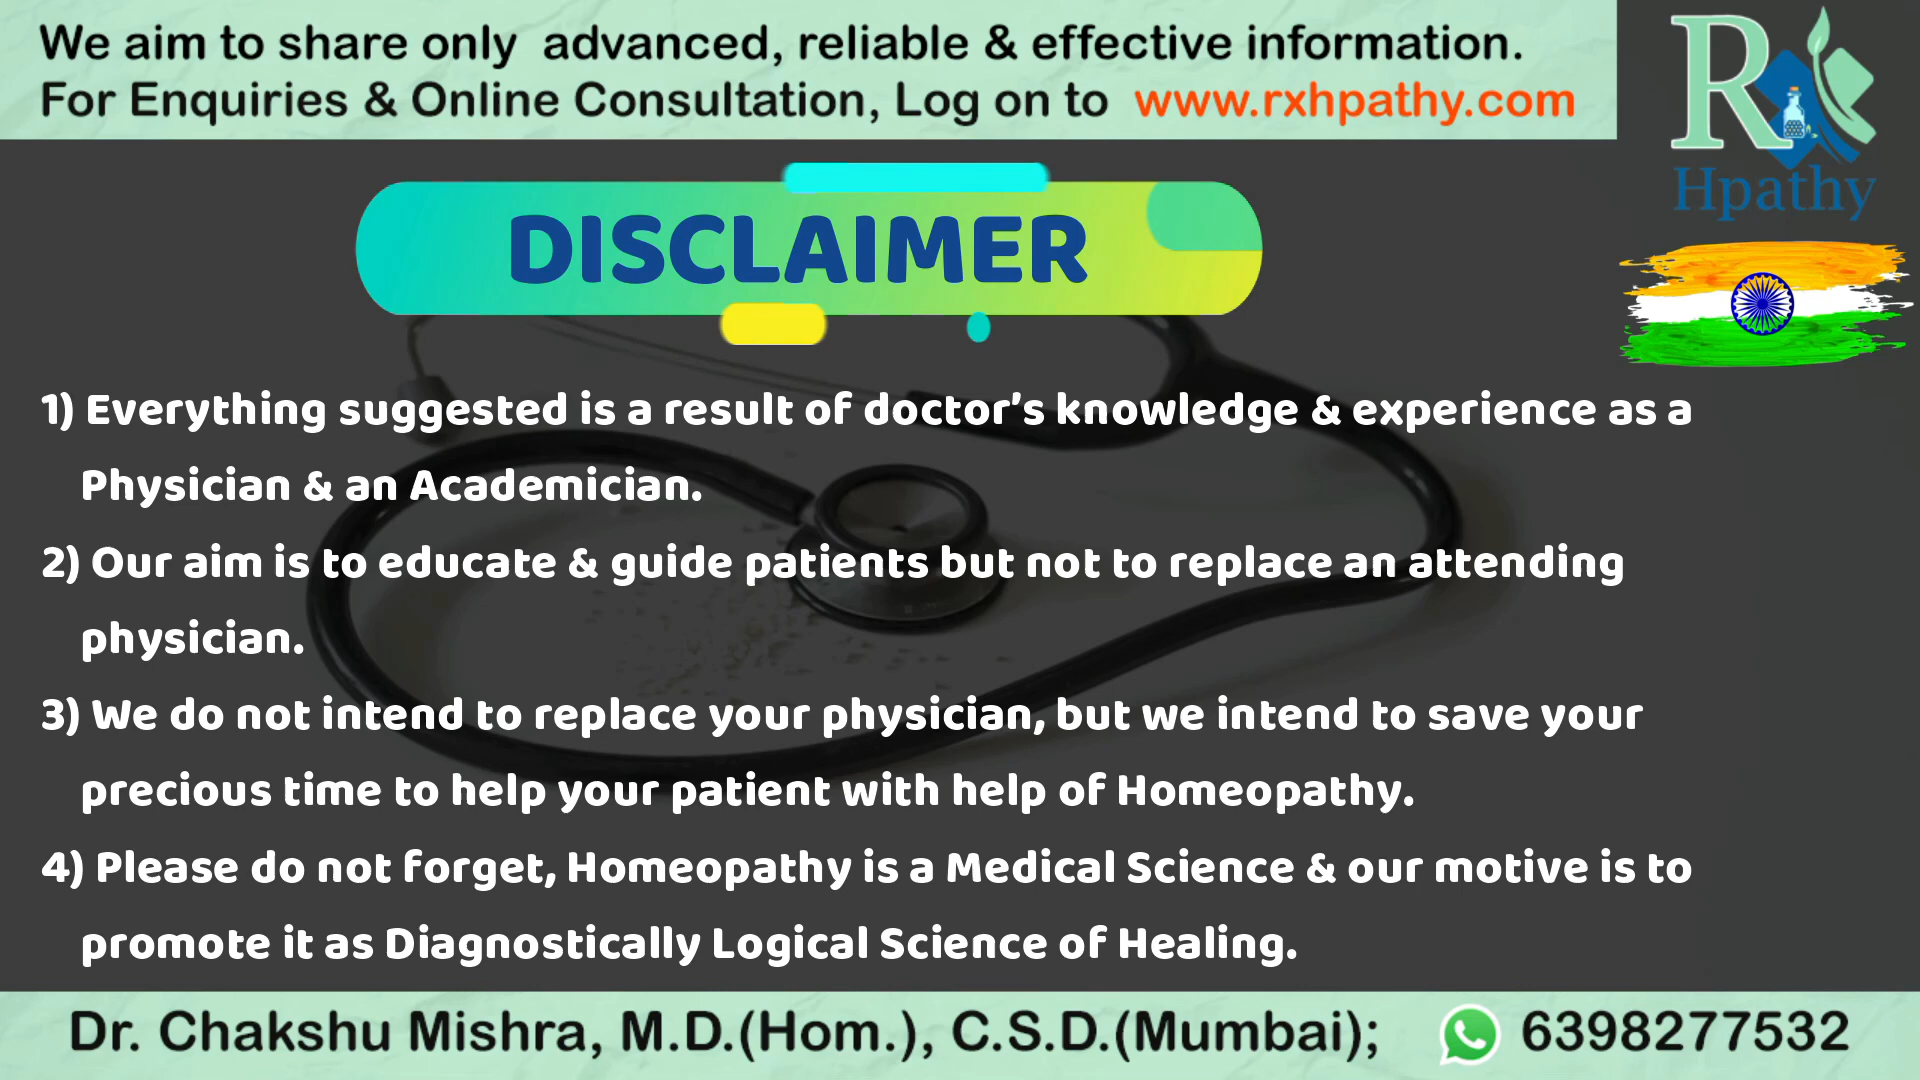 We aim to share only advanced, reliable & effective information.
For Enquiries & Online Consultation, Log on to www.rxhpathy.com
Rx
Hpathy
DISCLAIMER
1) Everything suggested is a result of doctor's knowledge & experience as a
Physician & an Academician.
2) Our aim is to educate & guide patients but not to replace an attending
physician.
3) We do not intend to replace your physician, but we intend to save your
precious time to help your patient with help of Homeopathy.
4) Please do not forget, Homeopathy is a Medical Science & our motive is to
promote it as Diagnostically Logical Science of Healing.
Dr. Chakshu Mishra, M.D.(Hom.), C.S.D.(Mumbai); 6398277532